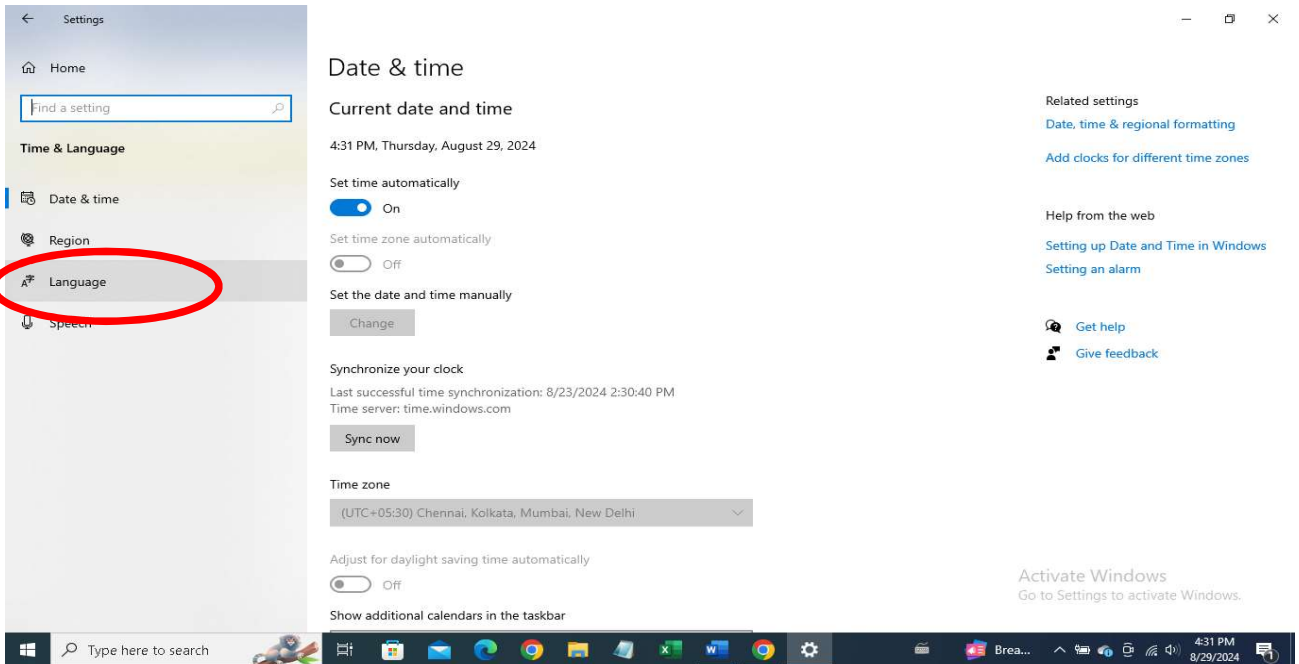 Settings
Home
Find a setting
Time & Language
Date & time
Region
Language
Speech
Date & time
Current date and time
4:31 PM, Thursday, August 29, 2024
Set time automatically
On
Set time zone automatically
Off
Set the date and time manually
Change
Synchronize your clock
Last successful time synchronization: 8/23/2024 2:30:40 PM
Time server: time.windows.com
Sync now
Time zone
(UTC+05:30) Chennai, Kolkata, Mumbai, New Delhi
Adjust for daylight saving time automatically
Off
Show additional calendars in the taskbar
Related settings
Date, time & regional formatting
Add clocks for different time zones
Help from the web
Setting up Date and Time in Windows
Setting an alarm
Get help
Give feedback
Activate Windows
Go to Settings to activate Windows.
Type here to search
Brea...
4:31 PM
8/29/2024
1